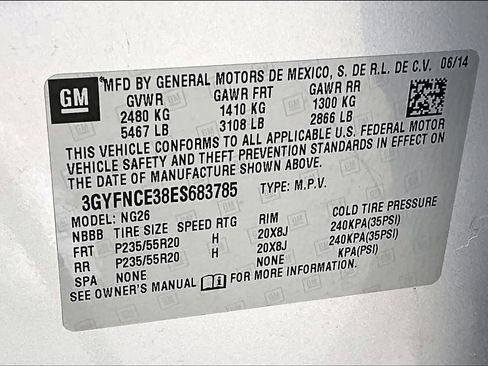 GM
MFD BY GENERAL MOTORS DE MEXICO, S. DE R.L. DE C.V. 06/14
GVWR GAWR FRT GAWR RR
2480 KG 1410 KG 1300 KG
5467 LB 3108 LB 2866 LB
THIS VEHICLE CONFORMS TO ALL APPLICABLE U.S. FEDERAL MOTOR
VEHICLE SAFETY AND THEFT PREVENTION STANDARDS IN EFFECT ON
THE DATE OF MANUFACTURE SHOWN ABOVE.
3GYFNCE38ES683785 TYPE: M.P.V.
MODEL: NG26
NBBB TIRE SIZE SPEED RTG RIM COLD TIRE PRESSURE
FRT P235/55R20 H 20X8J 240KPA(35PSI)
RR P235/55R20 H 20X8J 240KPA(35PSI)
SPA NONE NONE KPA(PSI)
SEE OWNER'S MANUAL FOR MORE INFORMATION.